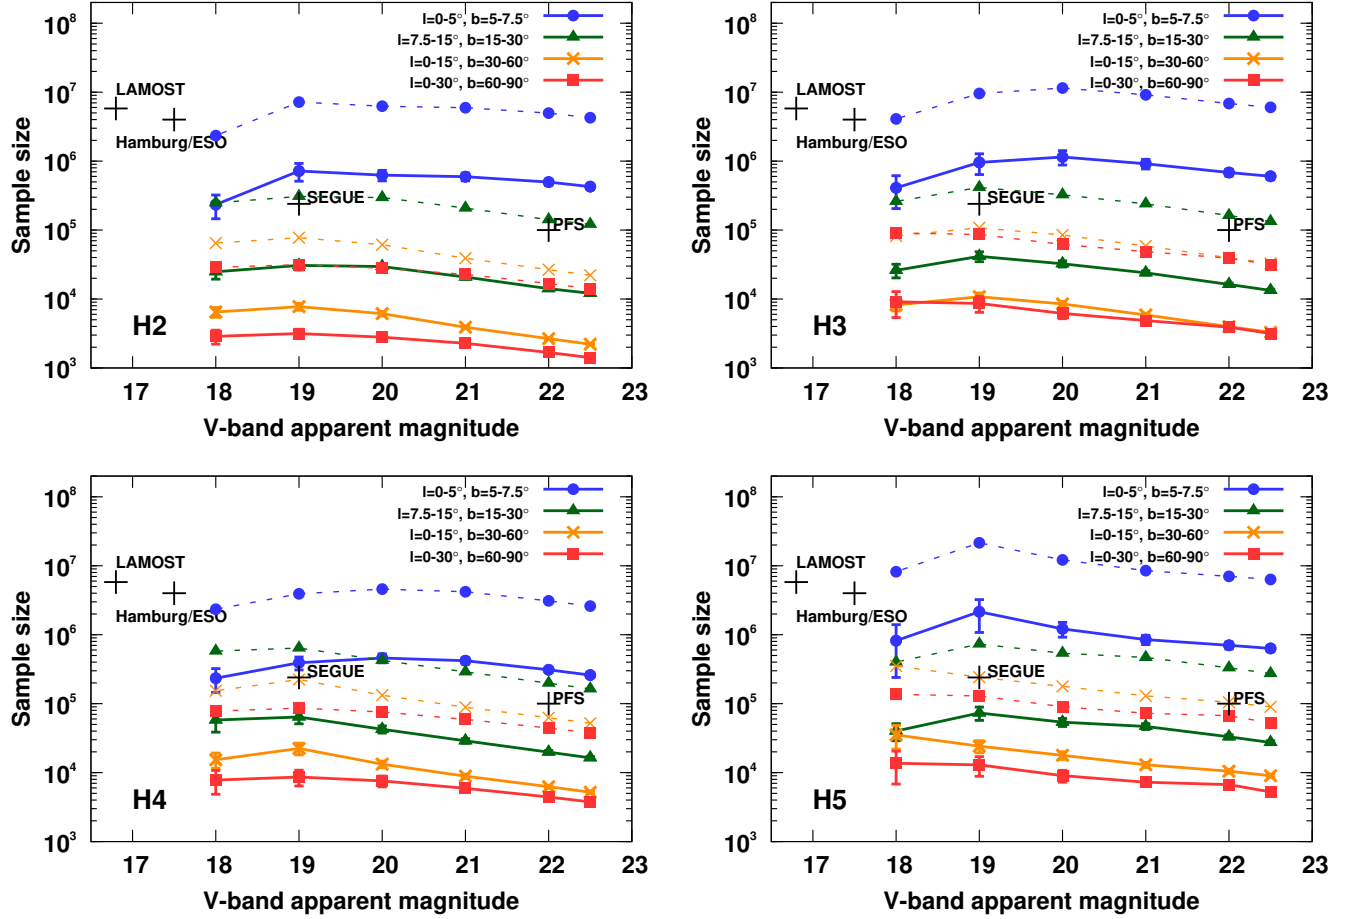 10^8
10^7
10^6
10^5
10^4
10^3
Sample size
l=0-5°, b=5-7.5°
l=7.5-15°, b=15-30°
l=0-15°, b=30-60°
l=0-30°, b=60-90°
LAMOST
Hamburg/ESO
SEGUE
PFS
H2
17 18 19 20 21 22 23
V-band apparent magnitude
10^8
10^7
10^6
10^5
10^4
10^3
Sample size
l=0-5°, b=5-7.5°
l=7.5-15°, b=15-30°
l=0-15°, b=30-60°
l=0-30°, b=60-90°
LAMOST
Hamburg/ESO
SEGUE
PFS
H3
17 18 19 20 21 22 23
V-band apparent magnitude
10^8
10^7
10^6
10^5
10^4
10^3
Sample size
l=0-5°, b=5-7.5°
l=7.5-15°, b=15-30°
l=0-15°, b=30-60°
l=0-30°, b=60-90°
LAMOST
Hamburg/ESO
SEGUE
PFS
H4
17 18 19 20 21 22 23
V-band apparent magnitude
10^8
10^7
10^6
10^5
10^4
10^3
Sample size
l=0-5°, b=5-7.5°
l=7.5-15°, b=15-30°
l=0-15°, b=30-60°
l=0-30°, b=60-90°
LAMOST
Hamburg/ESO
SEGUE
PFS
H5
17 18 19 20 21 22 23
V-band apparent magnitude